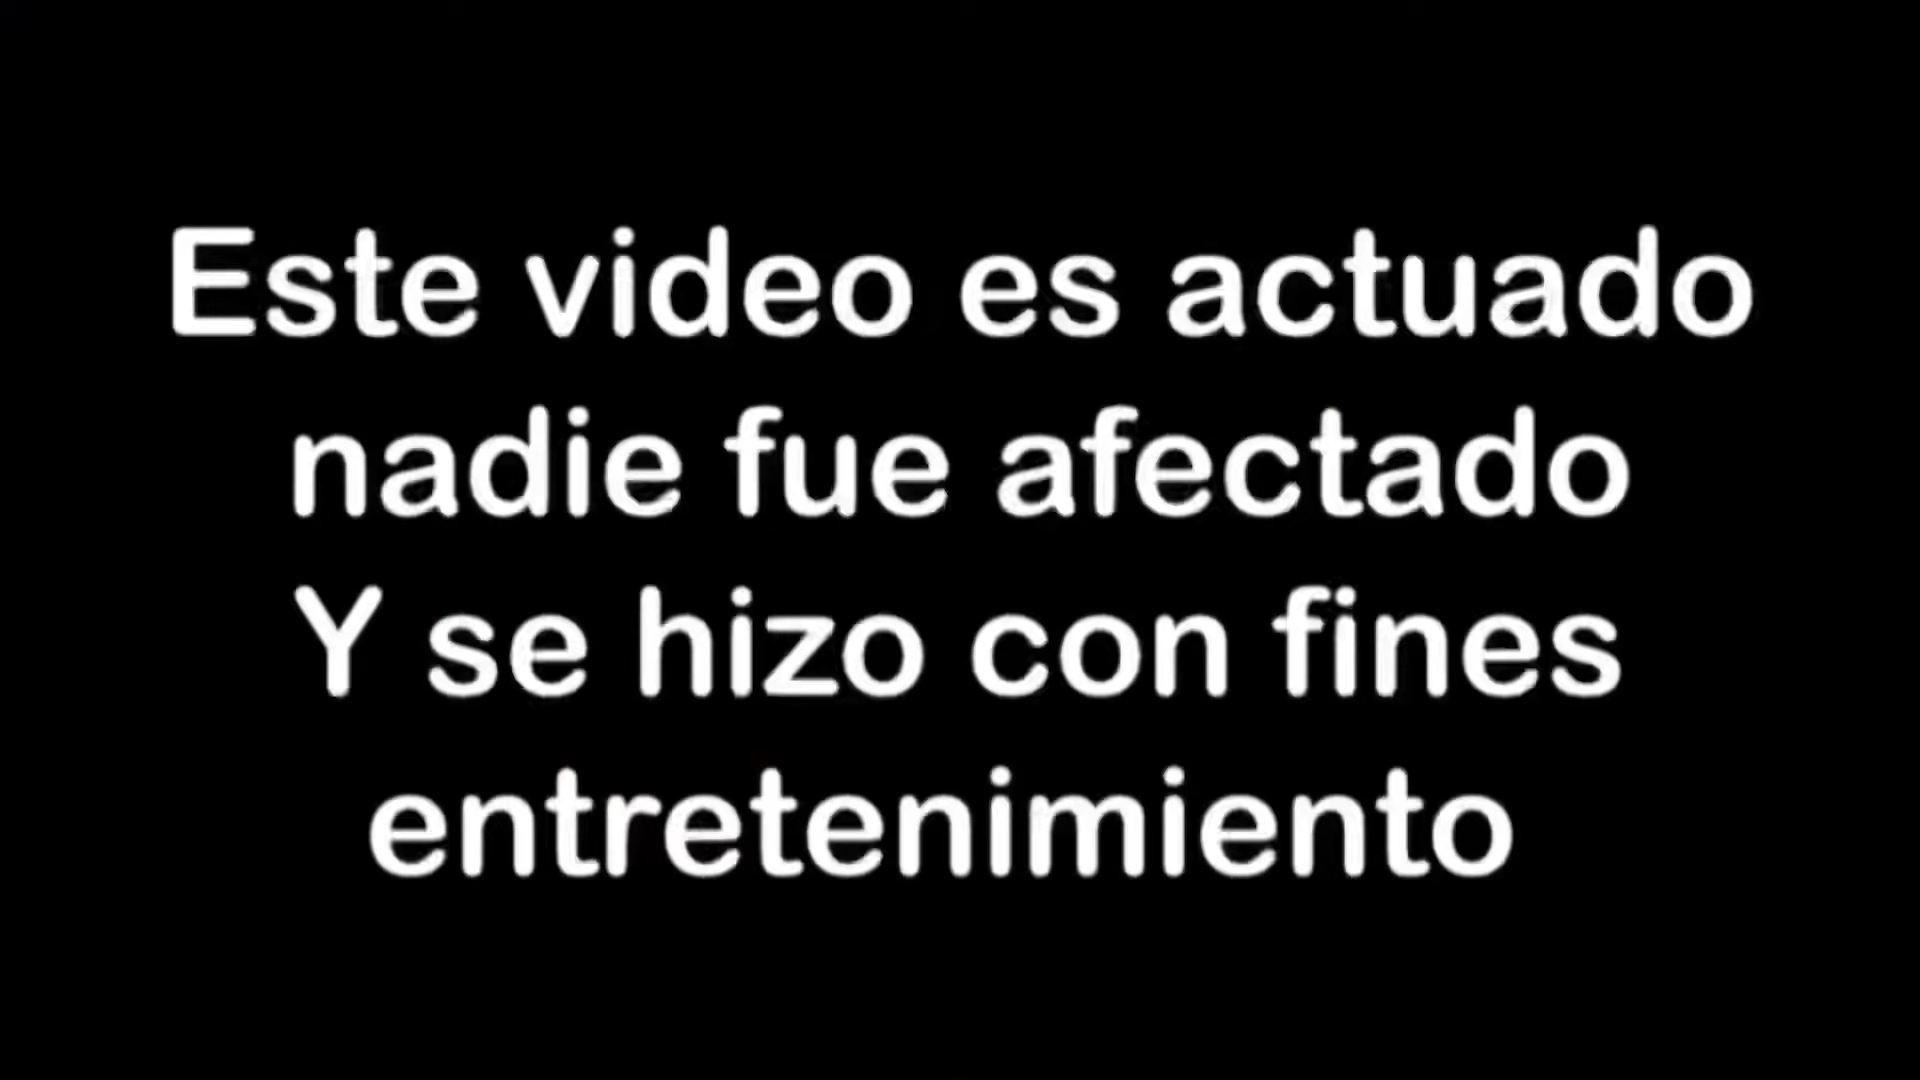 Este video es actuado
nadie fue afectado
Y se hizo con fines
entretenimiento